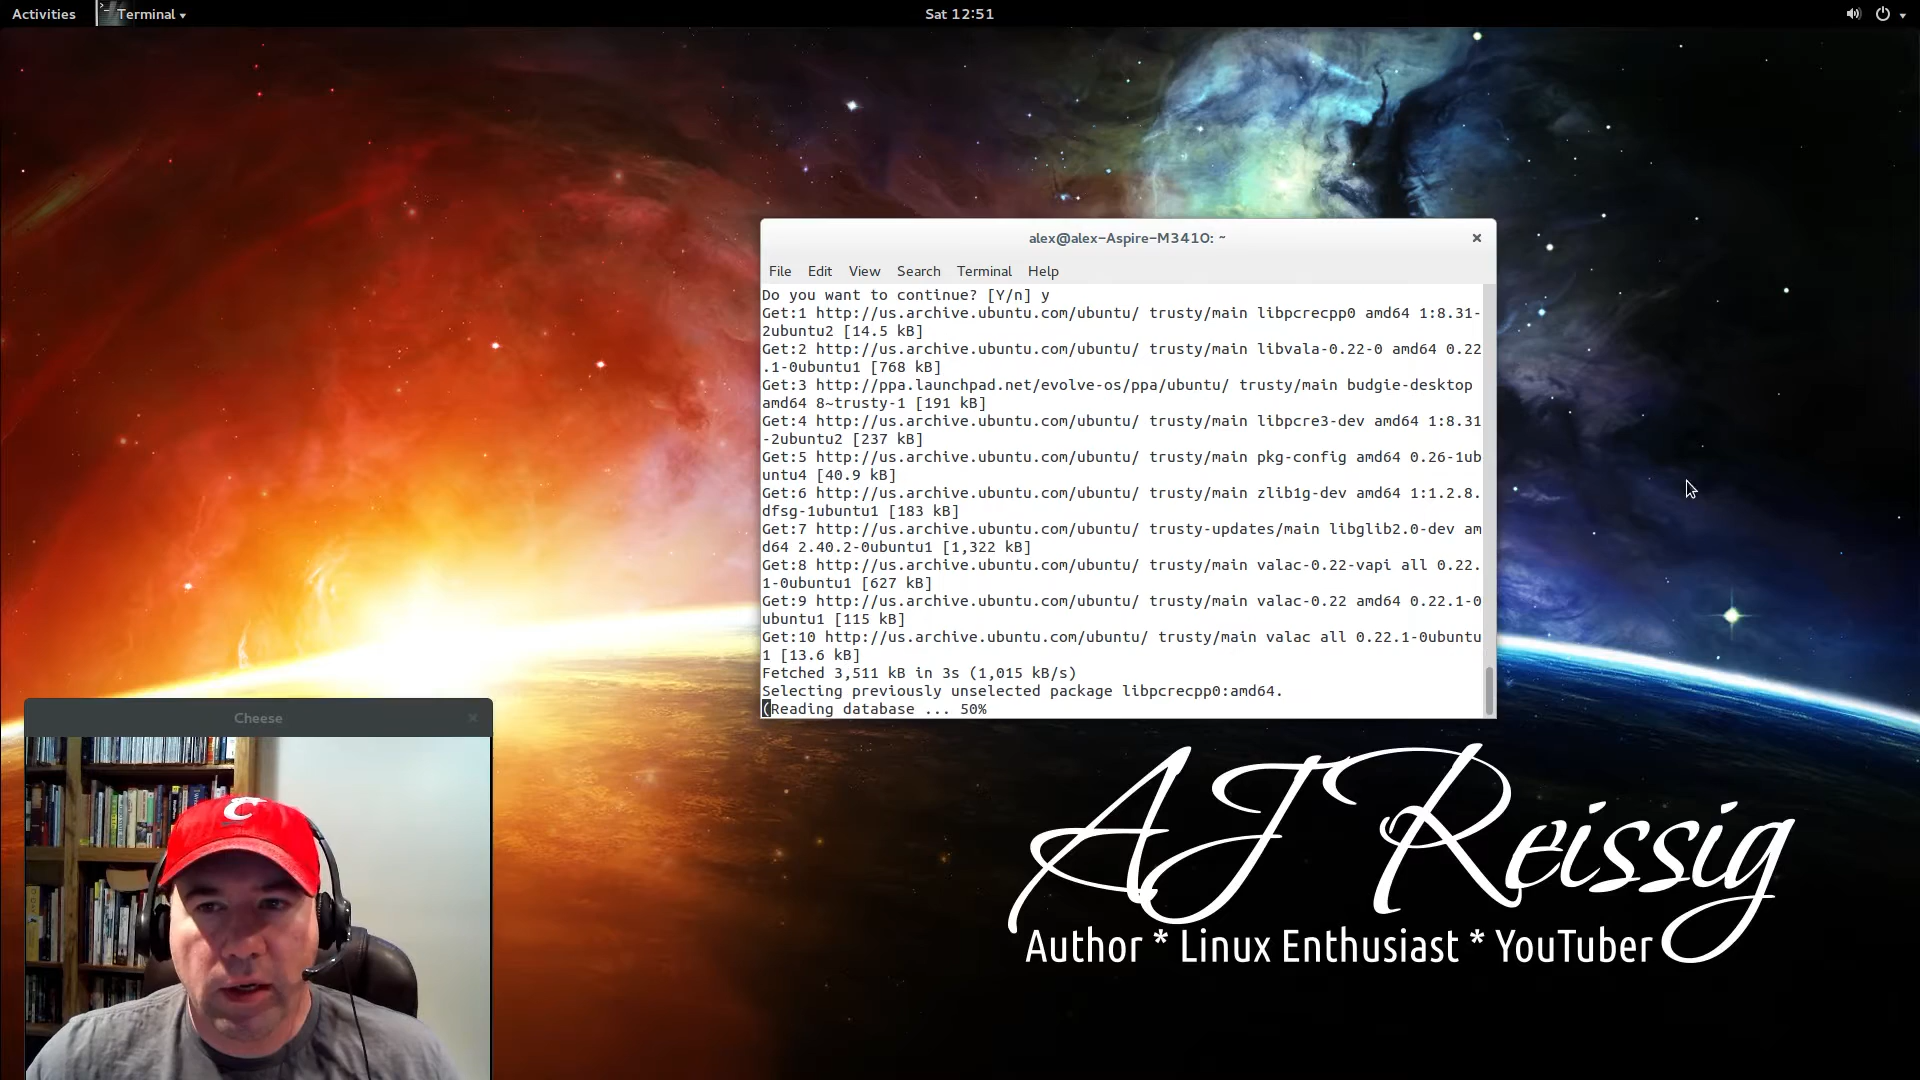 Activities
Terminal
Sat 12:51
alex@alex-Aspire-M3410: ~
File Edit View Search Terminal Help
Do you want to continue? [Y/n] y
Get:1 http://us.archive.ubuntu.com/ubuntu/ trusty/main libpcrecpp0 amd64 1:8.31-
2ubuntu2 [14.5 kB]
Get:2 http://us.archive.ubuntu.com/ubuntu/ trusty/main libvala-0.22-0 amd64 0.22
.1-0ubuntu1 [768 kB]
Get:3 http://ppa.launchpad.net/evolve-os/ppa/ubuntu/ trusty/main budgie-desktop
amd64 8~trusty-1 [191 kB]
Get:4 http://us.archive.ubuntu.com/ubuntu/ trusty/main libpcre3-dev amd64 1:8.31
-2ubuntu2 [237 kB]
Get:5 http://us.archive.ubuntu.com/ubuntu/ trusty/main pkg-config amd64 0.26-1ub
untu4 [40.9 kB]
Get:6 http://us.archive.ubuntu.com/ubuntu/ trusty/main zlib1g-dev amd64 1:1.2.8.
dfsg-1ubuntu1 [183 kB]
Get:7 http://us.archive.ubuntu.com/ubuntu/ trusty-updates/main libglib2.0-dev am
d64 2.40.2-0ubuntu1 [1,322 kB]
Get:8 http://us.archive.ubuntu.com/ubuntu/ trusty/main valac-0.22-vapi all 0.22.
1-0ubuntu1 [627 kB]
Get:9 http://us.archive.ubuntu.com/ubuntu/ trusty/main valac-0.22 amd64 0.22.1-0
ubuntu1 [115 kB]
Get:10 http://us.archive.ubuntu.com/ubuntu/ trusty/main valac all 0.22.1-0ubuntu
1 [13.6 kB]
Fetched 3,511 kB in 3s (1,015 kB/s)
Selecting previously unselected package libpcrecpp0:amd64.
(Reading database ... 50%
Cheese
C
AJ Reissig
Author * Linux Enthusiast * YouTuber